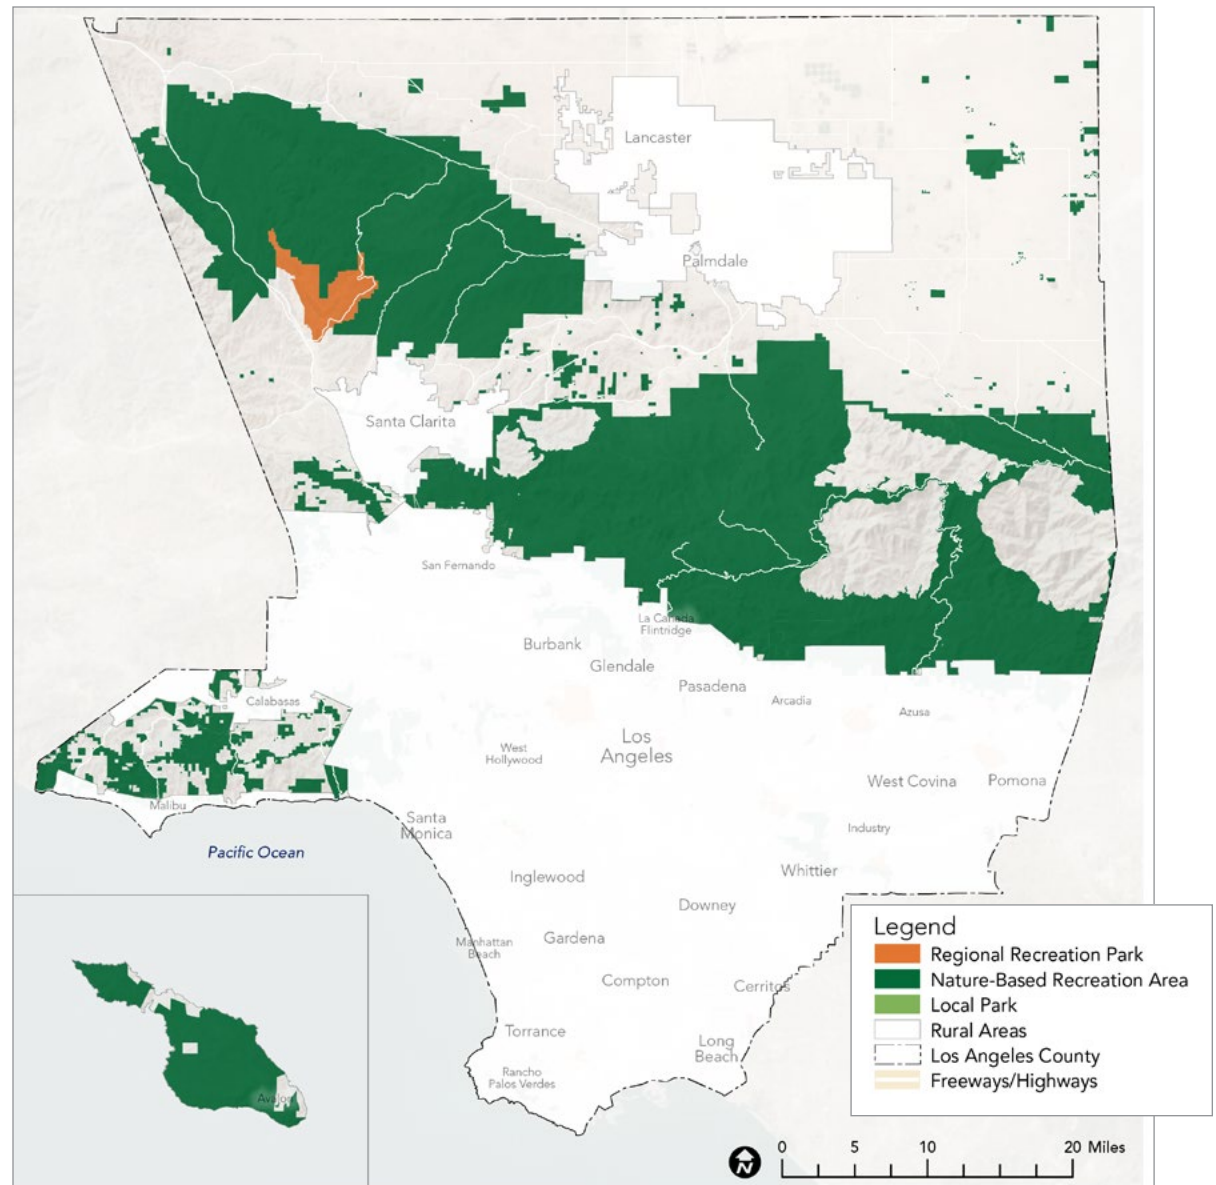 Lancaster
Palmdale
Santa Clarita
San Fernando
La Cañada
Flintridge
Burbank
Glendale
Pasadena
Arcadia
Azusa
Calabasas
Los
Angeles
West
Hollywood
West Covina
Pomona
Malibu
Santa
Monica
Industry
Pacific Ocean
Whittier
Inglewood
Downey
Manhattan
Beach
Gardena
Compton
Cerritos
Torrance
Long
Beach
Rancho
Palos Verdes
Avalon
Legend
Regional Recreation Park
Nature-Based Recreation Area
Local Park
Rural Areas
Los Angeles County
Freeways/Highways
N
0 5 10 20 Miles